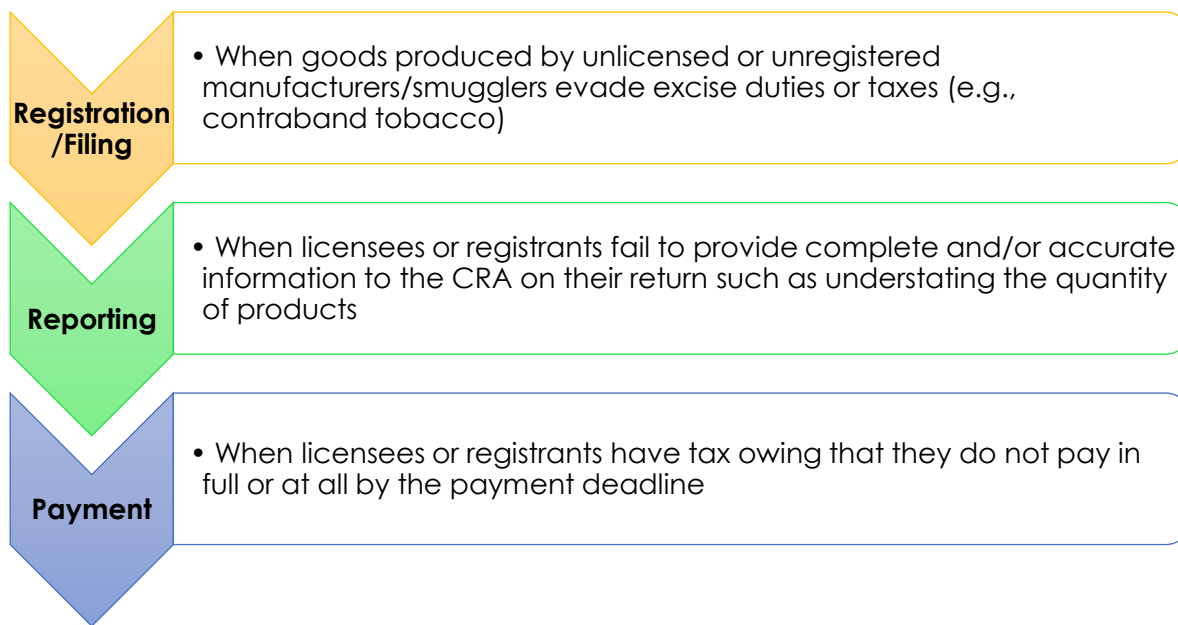 Registration
/Filing
• When goods produced by unlicensed or unregistered
manufacturers/smugglers evade excise duties or taxes (e.g.,
contraband tobacco)
Reporting
• When licensees or registrants fail to provide complete and/or accurate
information to the CRA on their return such as understating the quantity
of products
Payment
• When licensees or registrants have tax owing that they do not pay in
full or at all by the payment deadline